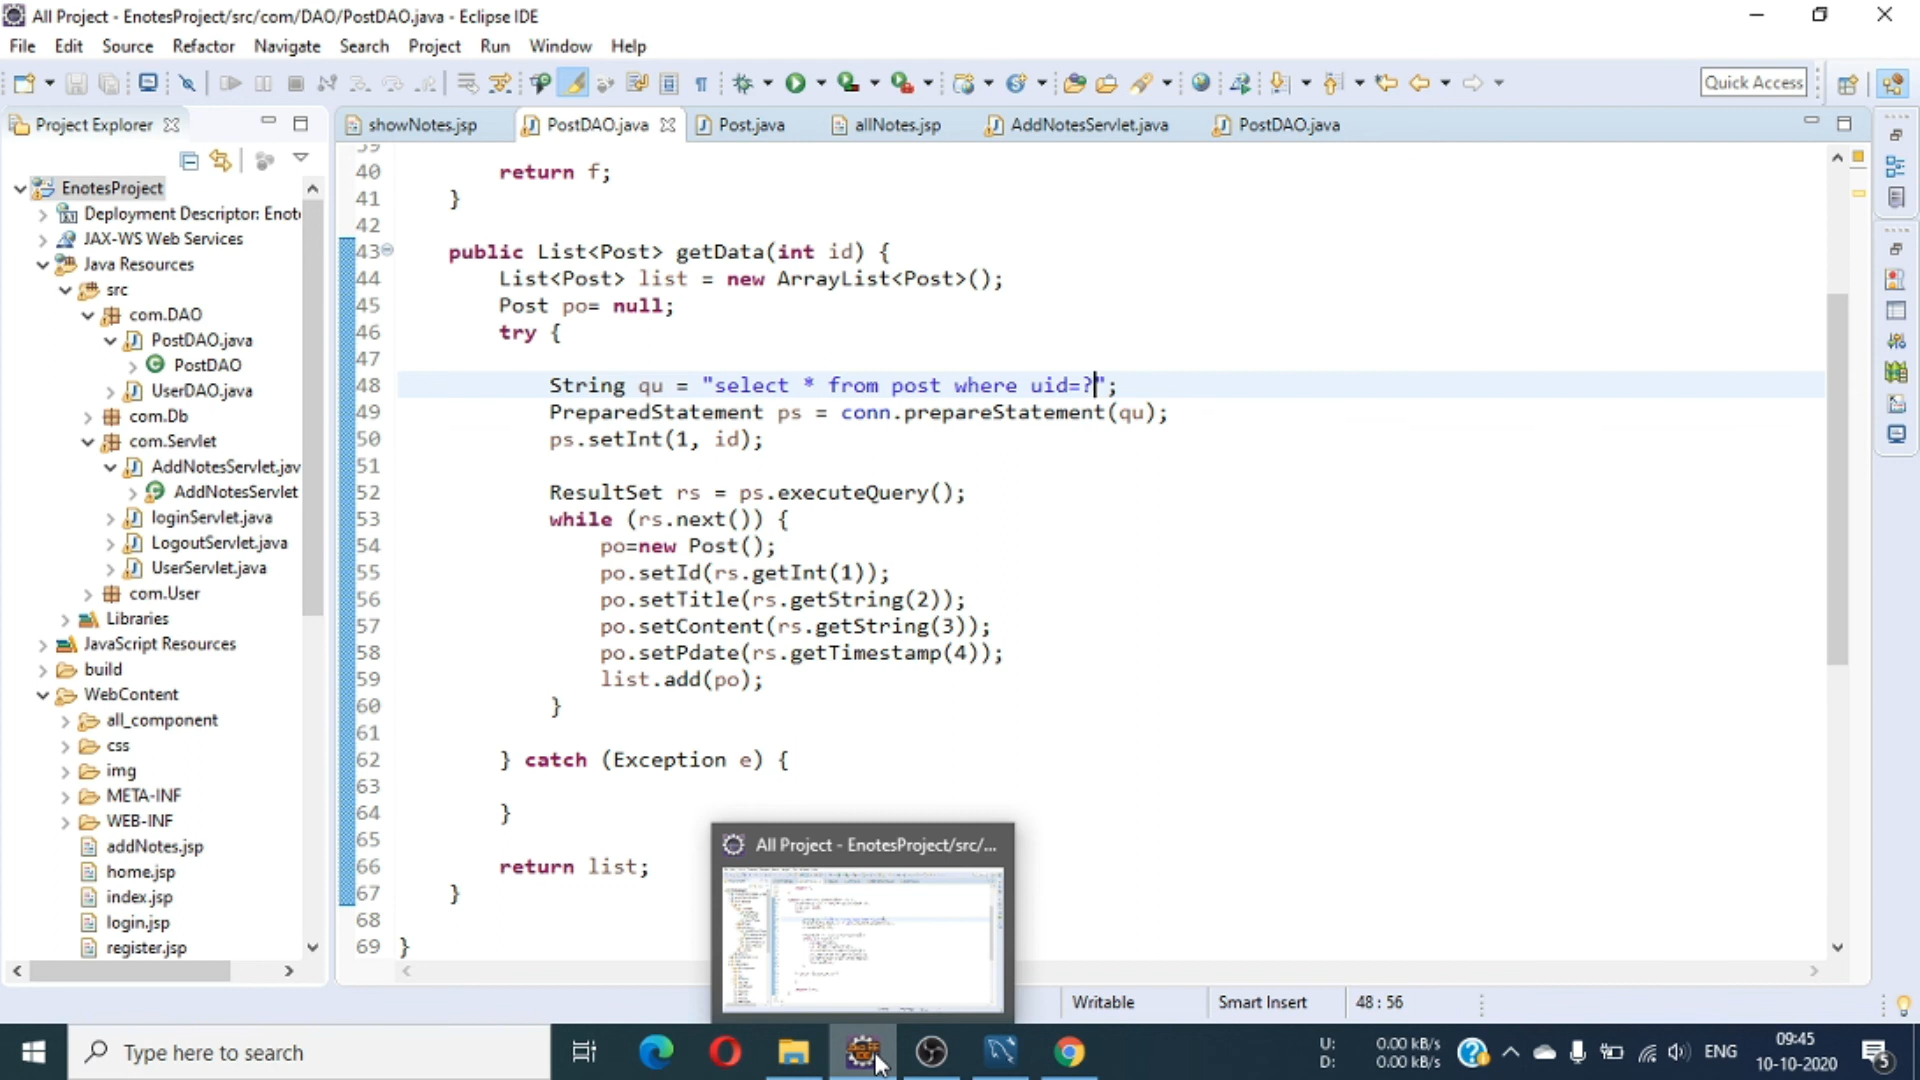 All Project - EnotesProject/src/com/DAO/PostDAO.java - Eclipse IDE
File Edit Source Refactor Navigate Search Project Run Window Help
Quick Access
Project Explorer
showNotes.jsp PostDAO.java Post.java allNotes.jsp AddNotesServlet.java PostDAO.java
EnotesProject
Deployment Descriptor: Enot
JAX-WS Web Services
Java Resources
src
com.DAO
PostDAO.java
PostDAO
UserDAO.java
com.Db
com.Servlet
AddNotesServlet.jav
AddNotesServlet
loginServlet.java
LogoutServlet.java
UserServlet.java
com.User
Libraries
JavaScript Resources
build
WebContent
all_component
css
img
META-INF
WEB-INF
addNotes.jsp
home.jsp
index.jsp
login.jsp
register.jsp
39
40 return f;
41 }
42
43 public List<Post> getData(int id) {
44 List<Post> list = new ArrayList<Post>();
45 Post po= null;
46 try {
47
48 String qu = "select * from post where uid=?";
49 PreparedStatement ps = conn.prepareStatement(qu);
50 ps.setInt(1, id);
51
52 ResultSet rs = ps.executeQuery();
53 while (rs.next()) {
54 po=new Post();
55 po.setId(rs.getInt(1));
56 po.setTitle(rs.getString(2));
57 po.setContent(rs.getString(3));
58 po.setPdate(rs.getTimestamp(4));
59 list.add(po);
60 }
61
62 } catch (Exception e) {
63
64 }
65
66 return list;
67 }
68
69 }
All Project - EnotesProject/src/...
Writable Smart Insert 48 : 56
Type here to search
U: 0.00 kB/s
D: 0.00 kB/s
ENG
09:45
10-10-2020
5